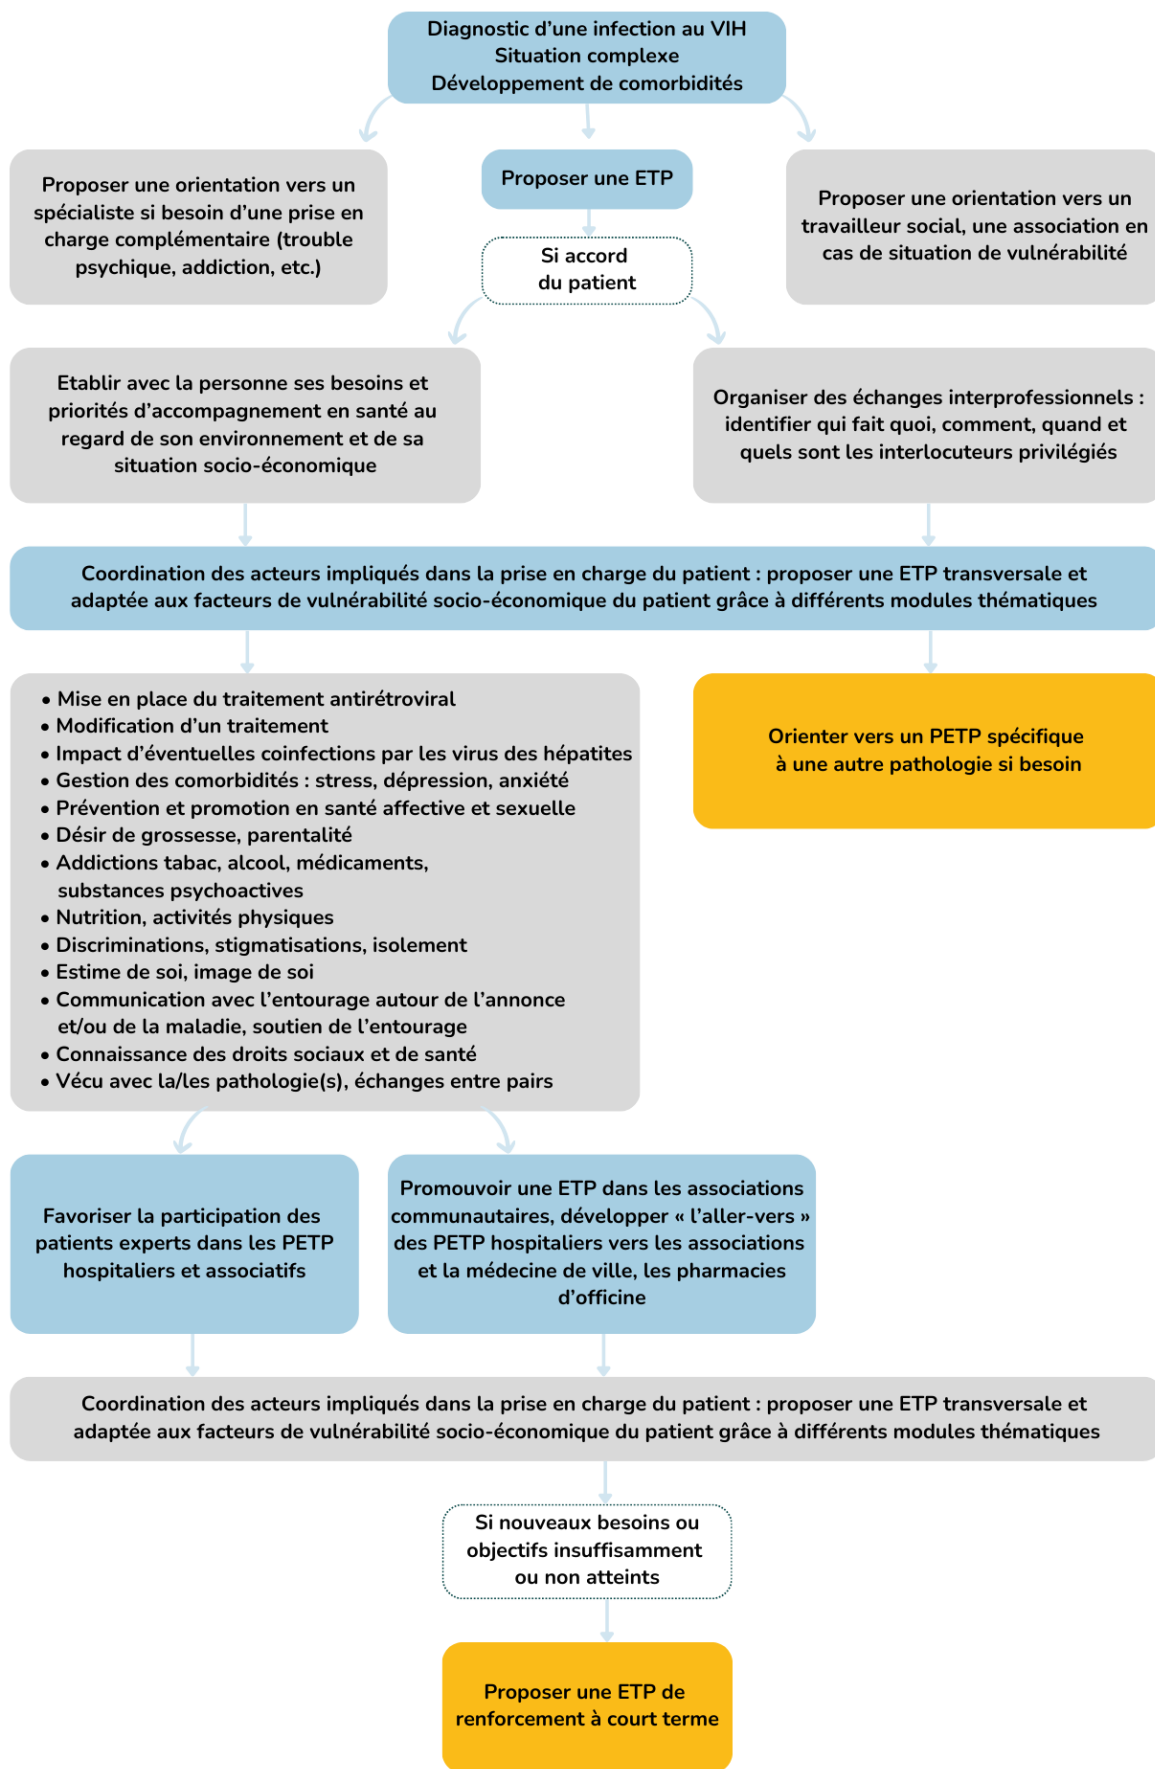 Diagnostic d’une infection au VIH
Situation complexe
Développement de comorbidités
Proposer une orientation vers un
spécialiste si besoin d’une prise en
charge complémentaire (trouble
psychique, addiction, etc.)
Proposer une ETP
Proposer une orientation vers un
travailleur social, une association en
cas de situation de vulnérabilité
Si accord
du patient
Etablir avec la personne ses besoins et
priorités d’accompagnement en santé au
regard de son environnement et de sa
situation socio-économique
Organiser des échanges interprofessionnels :
identifier qui fait quoi, comment, quand et
quels sont les interlocuteurs privilégiés
Coordination des acteurs impliqués dans la prise en charge du patient : proposer une ETP transversale et
adaptée aux facteurs de vulnérabilité socio-économique du patient grâce à différents modules thématiques
• Mise en place du traitement antirétroviral
• Modification d’un traitement
• Impact d’éventuelles coinfections par les virus des hépatites
• Gestion des comorbidités : stress, dépression, anxiété
• Prévention et promotion en santé affective et sexuelle
• Désir de grossesse, parentalité
• Addictions tabac, alcool, médicaments,
substances psychoactives
• Nutrition, activités physiques
• Discriminations, stigmatisations, isolement
• Estime de soi, image de soi
• Communication avec l’entourage autour de l’annonce
et/ou de la maladie, soutien de l’entourage
• Connaissance des droits sociaux et de santé
• Vécu avec la/les pathologie(s), échanges entre pairs
Orienter vers un PETP spécifique
à une autre pathologie si besoin
Favoriser la participation des
patients experts dans les PETP
hospitaliers et associatifs
Promouvoir une ETP dans les associations
communautaires, développer « l’aller-vers »
des PETP hospitaliers vers les associations
et la médecine de ville, les pharmacies
d’officine
Coordination des acteurs impliqués dans la prise en charge du patient : proposer une ETP transversale et
adaptée aux facteurs de vulnérabilité socio-économique du patient grâce à différents modules thématiques
Si nouveaux besoins ou
objectifs insuffisamment
ou non atteints
Proposer une ETP de
renforcement à court terme